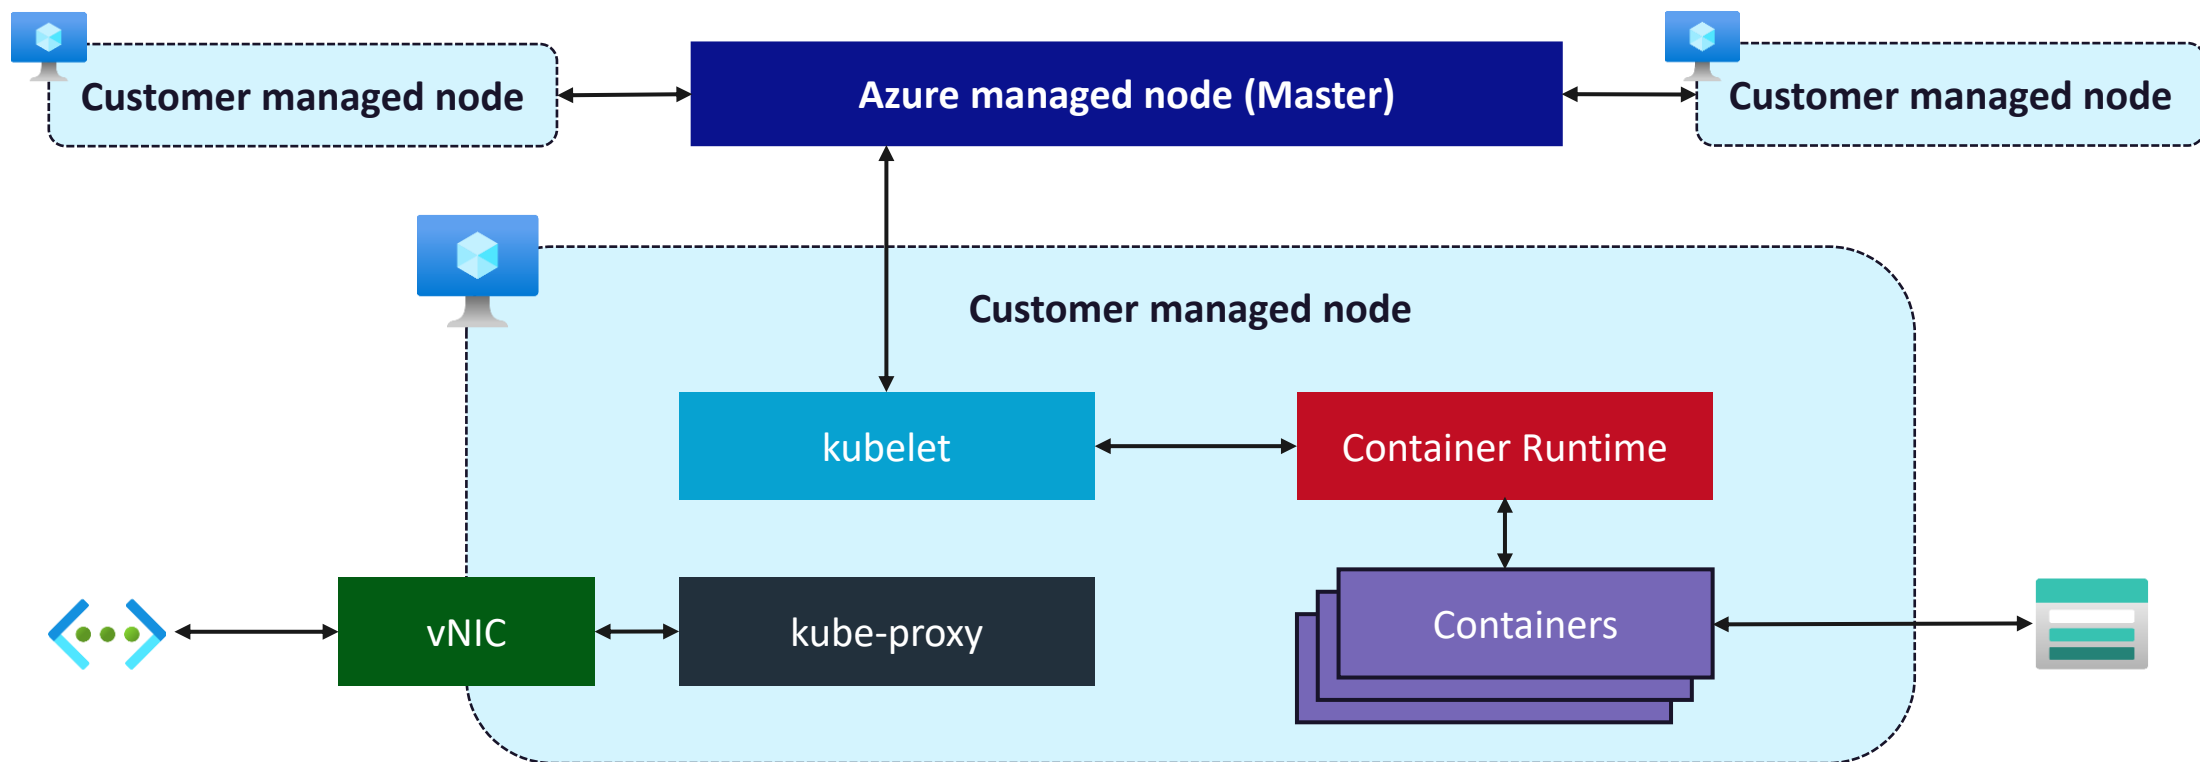 Customer managed node
Azure managed node (Master)
Customer managed node
Customer managed node
kubelet
Container Runtime
vNIC
kube-proxy
Containers